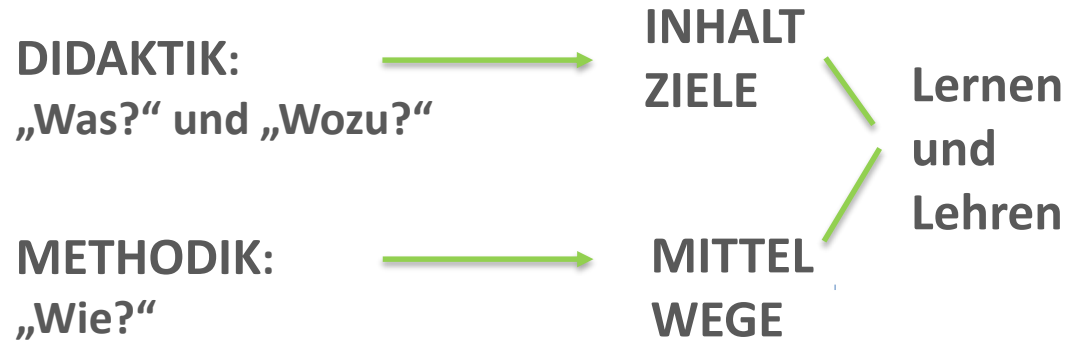 DIDAKTIK:
„Was?“ und „Wozu?“
INHALT
ZIELE
METHODIK:
„Wie?“
MITTEL
WEGE
Lernen
und
Lehren